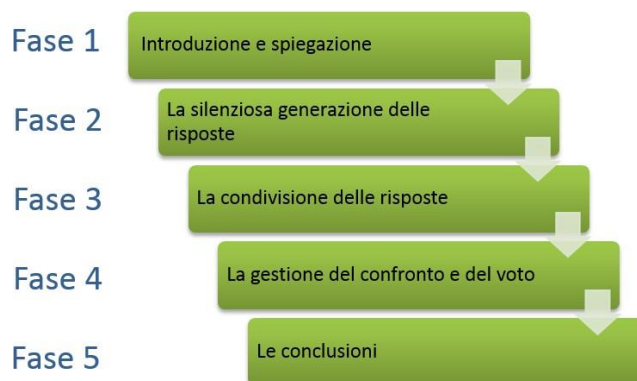 Fase 1
Introduzione e spiegazione
Fase 2
La silenziosa generazione delle
risposte
Fase 3
La condivisione delle risposte
Fase 4
La gestione del confronto e del voto
Fase 5
Le conclusioni